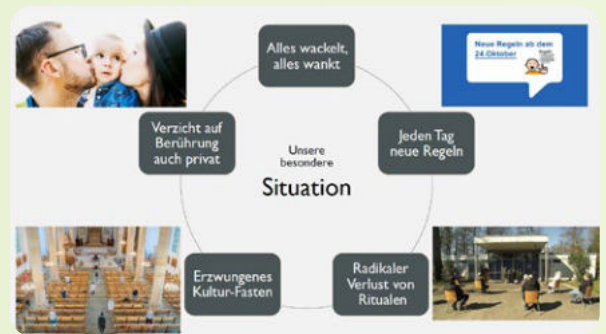 Alles wackelt,
alles wankt
Neue Regeln ab dem
24.Oktober
Verzicht auf
Berührung
auch privat
Jeden Tag
neue Regeln
Unsere
besondere
Situation
Erzwungenes
Kultur-Fasten
Radikaler
Verlust von
Ritualen